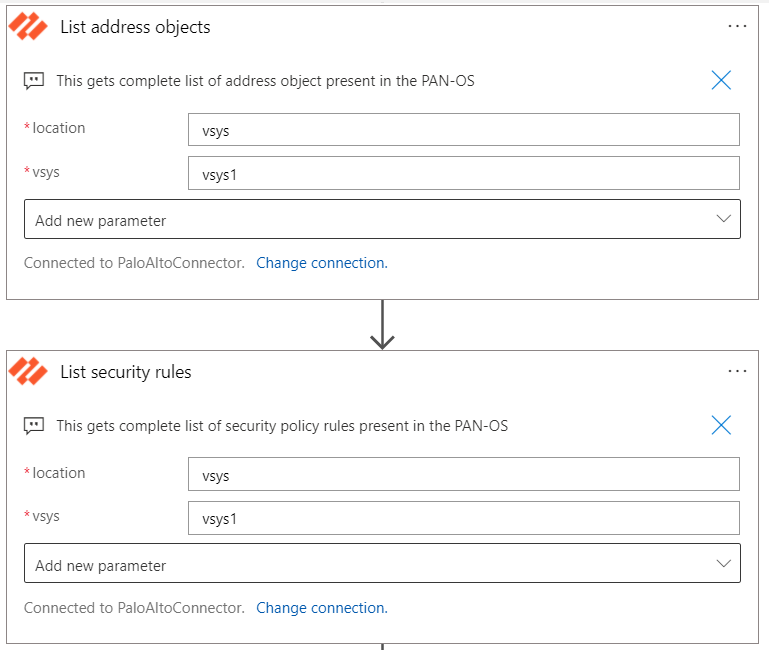 List address objects
This gets complete list of address object present in the PAN-OS
*location vsys
*vsys vsys1
Add new parameter
Connected to PaloAltoConnector. Change connection.
List security rules
This gets complete list of security policy rules present in the PAN-OS
*location vsys
*vsys vsys1
Add new parameter
Connected to PaloAltoConnector. Change connection.